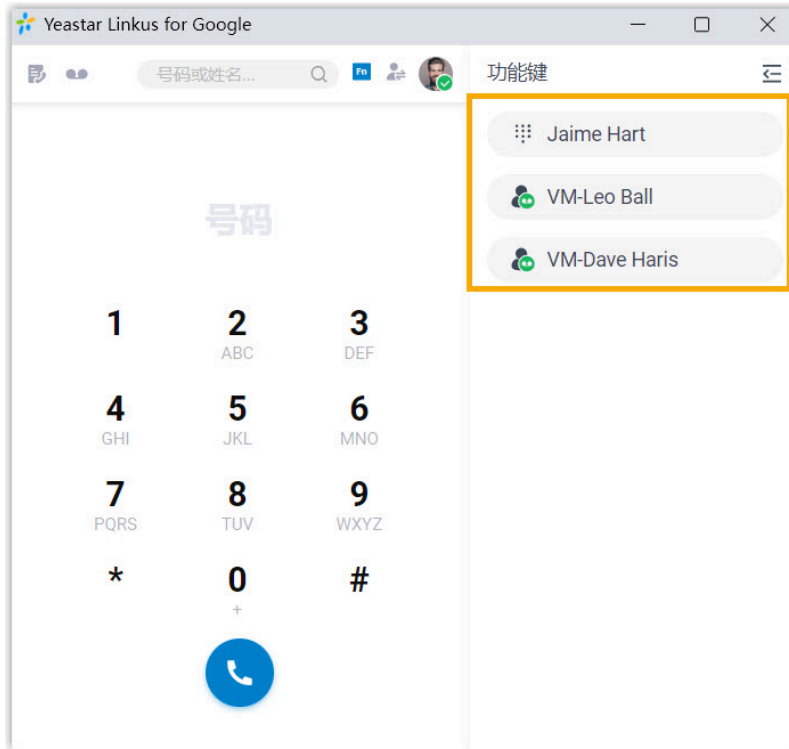 Yeastar Linkus for Google
号码或姓名...
Fn
功能键
Jaime Hart
VM-Leo Ball
VM-Dave Haris
号码
1 2 3
ABC DEF
4 5 6
GHI JKL MNO
7 8 9
PQRS TUV WXYZ
* 0 #
+